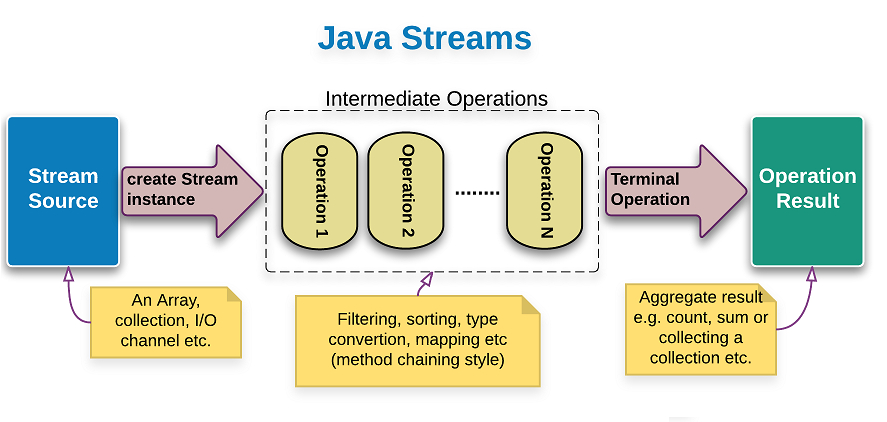 Java Streams
Intermediate Operations
Stream
Source
create Stream
instance
Operation 1
Operation 2
........
Operation N
Terminal
Operation
Operation
Result
An Array,
collection, I/O
channel etc.
Filtering, sorting, type
convertion, mapping etc
(method chaining style)
Aggregate result
e.g. count, sum or
collecting a
collection etc.